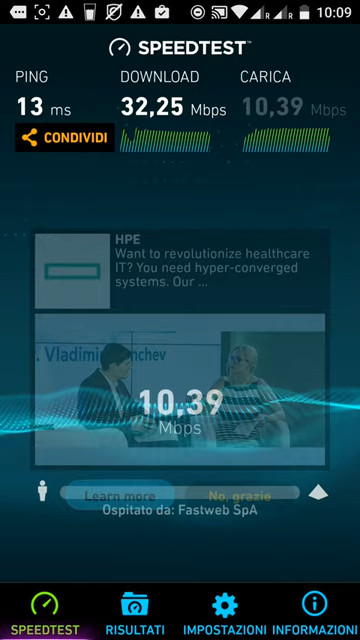 10:09
SPEEDTEST™
PING DOWNLOAD CARICA
13 ms 32,25 Mbps 10,39 Mbps
CONDIVIDI
HPE
Want to revolutionize healthcare
IT? You need hyper-converged
systems. Our ...
10,39
Mbps
Learn more No, grazie
Ospitato da: Fastweb SpA
SPEEDTEST RISULTATI IMPOSTAZIONI INFORMAZIONI